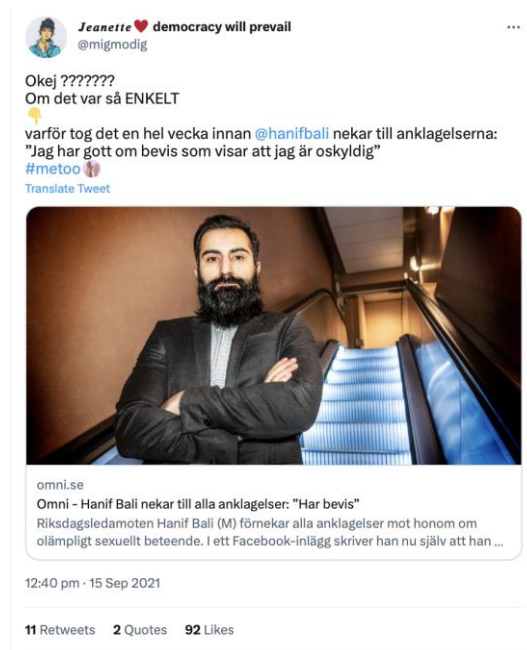 Jeanette❤️ democracy will prevail
@migmodig
Okej ???????
Om det var så ENKELT
👇
varför tog det en hel vecka innan @hanifbali nekar till anklagelserna:
”Jag har gott om bevis som visar att jag är oskyldig”
#metoo
Translate Tweet
omni.se
Omni - Hanif Bali nekar till alla anklagelser: ”Har bevis”
Riksdagsledamoten Hanif Bali (M) förnekar alla anklagelser mot honom om
olämpligt sexuellt beteende. I ett Facebook-inlägg skriver han nu själv att han ...
12:40 pm · 15 Sep 2021
11 Retweets 2 Quotes 92 Likes